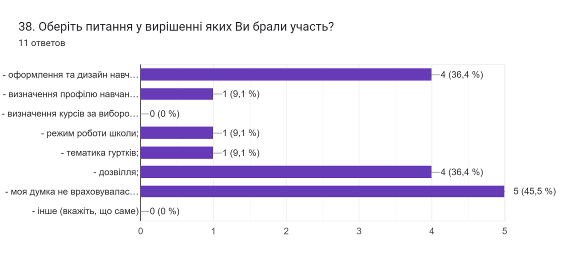 38. Оберіть питання у вирішенні яких Ви брали участь?
11 ответов
- оформлення та дизайн навч…
4 (36,4 %)
- визначення профілю навчан…
1 (9,1 %)
- визначення курсів за виборо…
0 (0 %)
- режим роботи школи;
1 (9,1 %)
- тематика гуртків;
1 (9,1 %)
- дозвілля;
4 (36,4 %)
- моя думка не враховувалас…
5 (45,5 %)
- інше (вкажіть, що саме)
0 (0 %)
0 1 2 3 4 5